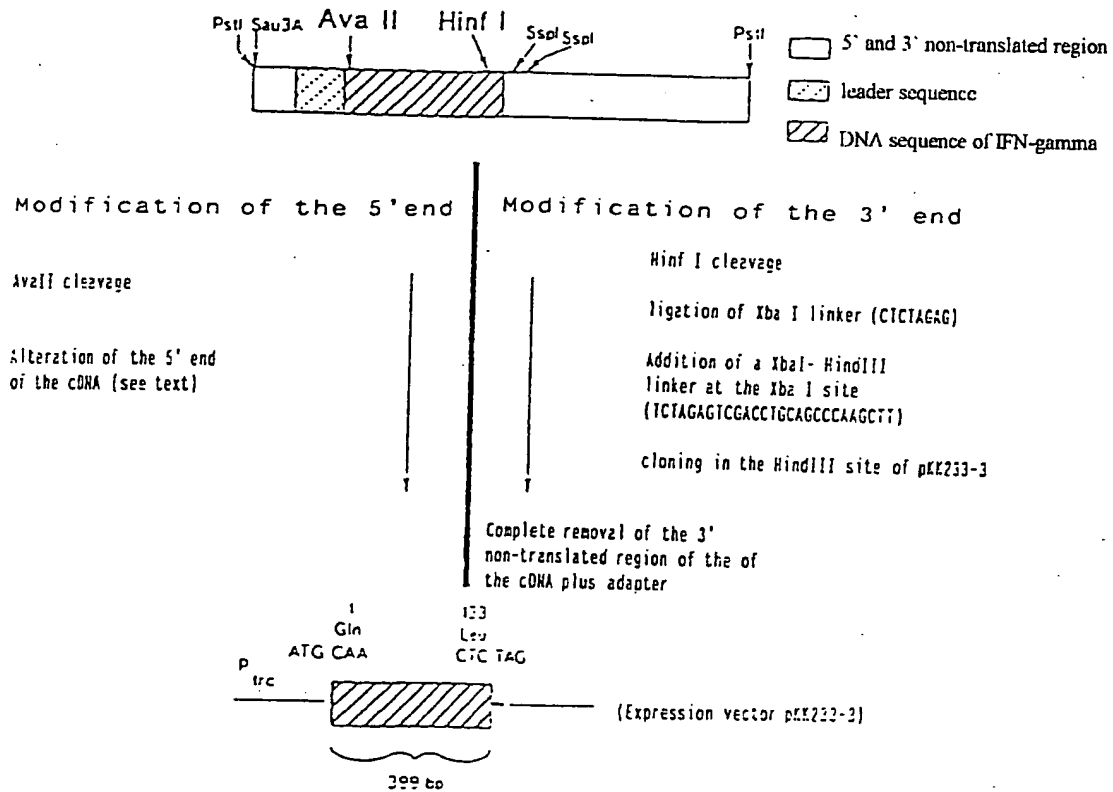 PstI Sau3A Ava II Hinf I SspI SspI PstI
5' and 3' non-translated region
leader sequence
DNA sequence of IFN-gamma
Modification of the 5'end
AvaII cleavage
Alteration of the 5' end
of the cDNA (see text)
Modification of the 3' end
Hinf I cleavage
ligation of Xba I linker (CTCTAGAG)
Addition of a XbaI- HindIII
linker at the Xba I site
(TCTAGAGTCGACCTGCAGCCCAAGCTT)
cloning in the HindIII site of pKK233-3
Complete removal of the 3'
non-translated region of the of
the cDNA plus adapter
1
Gln
ATG CAA
133
Leu
CTC TAG
P trc
(Expression vector pKK233-3)
399 bp